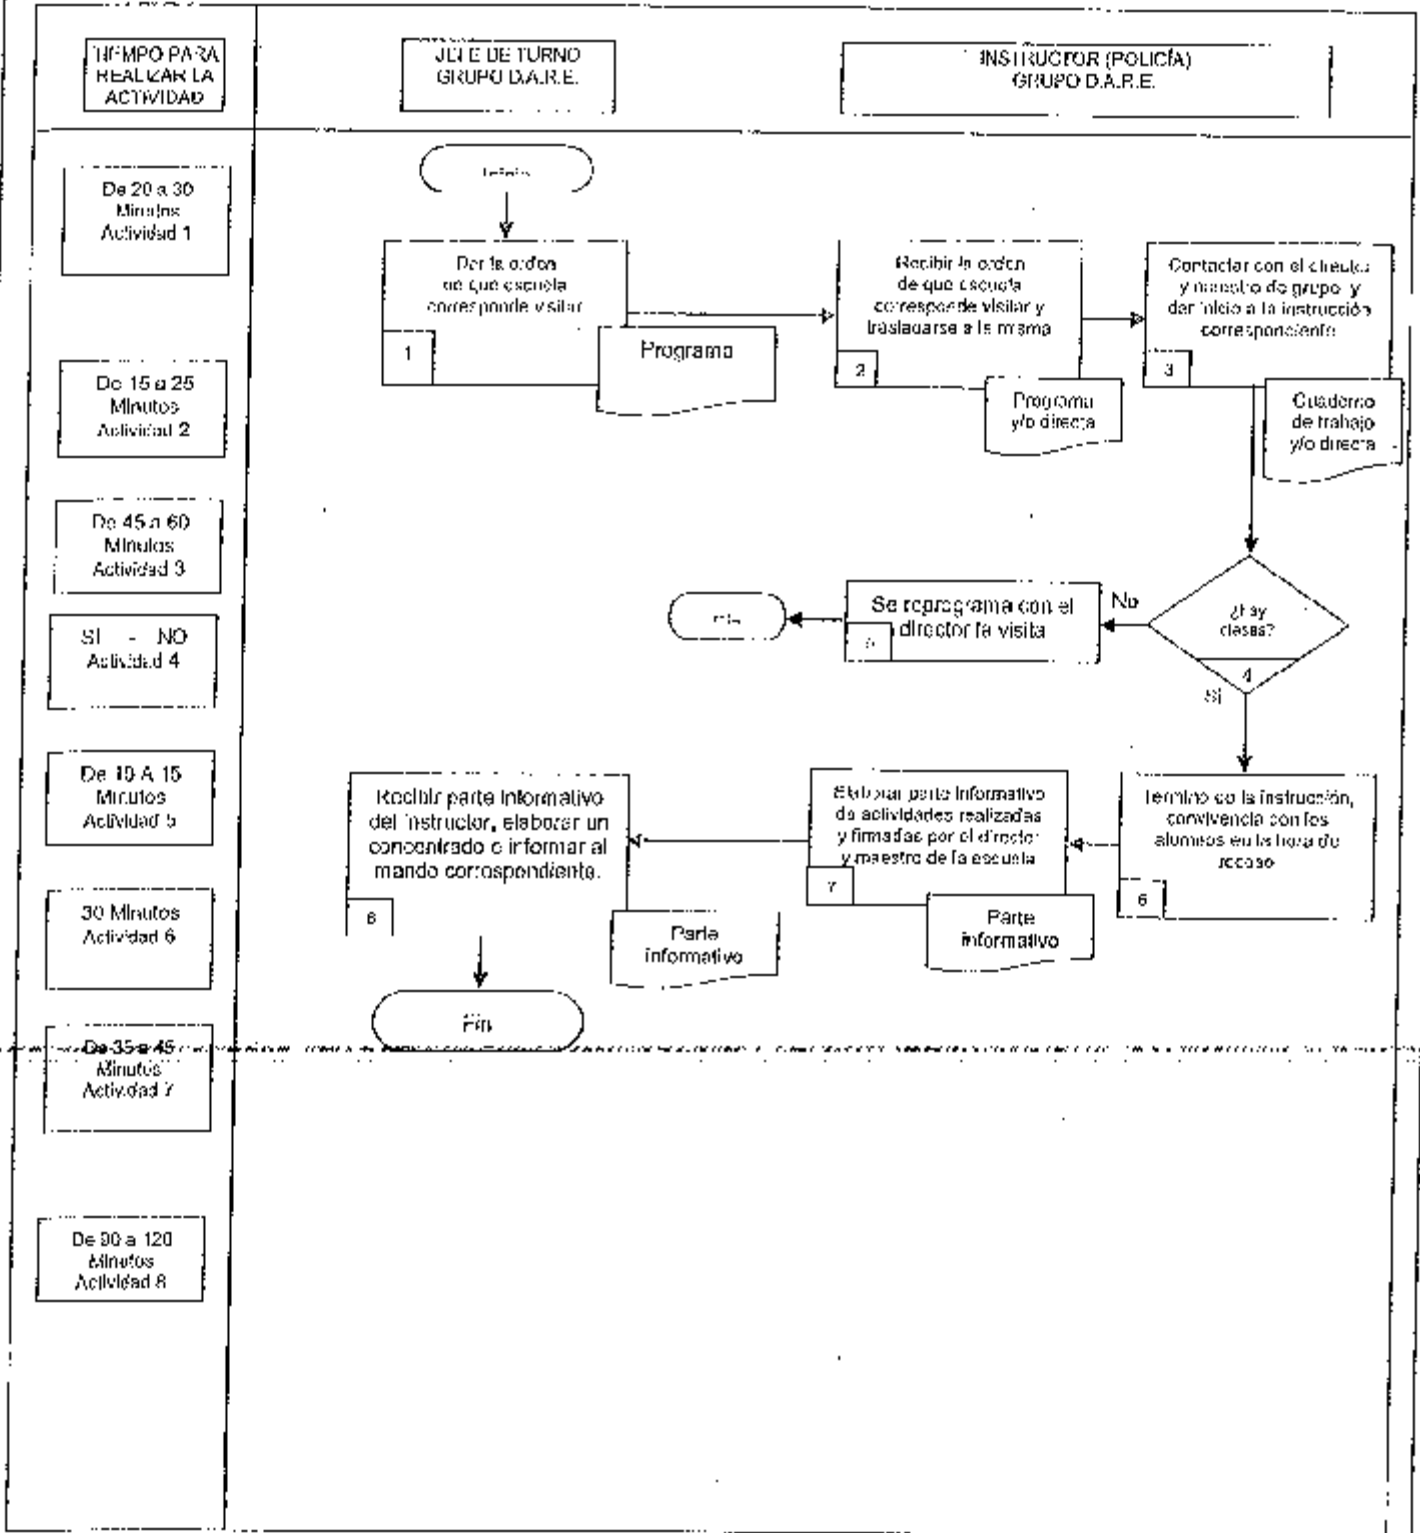 TIEMPO PARA
REALIZAR LA
ACTIVIDAD
JEFE DE TURNO
GRUPO D.A.R.E.
INSTRUCTOR (POLICÍA)
GRUPO D.A.R.E.
De 20 a 30
Minutos
Actividad 1
Inicio
Dar la orden
de que escuela
corresponde visitar
1
Programa
Recibir la orden
de que escuela
corresponde visitar y
trasladarse a la misma
2
Programa
y/o directa
Contactar con el director
y maestro de grupo y
dar inicio a la instrucción
correspondiente
3
Cuaderno
de trabajo
y/o directa
De 15 a 25
Minutos
Actividad 2
De 45 a 60
Minutos
Actividad 3
SI - NO
Actividad 4
¿Hay
clases?
4
No
Si
Se reprograma con el
director la visita
5
De 10 A 15
Minutos
Actividad 5
Termino de la instrucción,
convivencia con los
alumnos en la hora de
receso
6
Elaborar parte Informativo
de actividades realizadas
y firmadas por el director
y maestro de la escuela
7
Parte
informativo
Recibir parte Informativo
del instructor, elaborar un
concentrado e informar al
mando correspondiente.
8
Parte
informativo
Fin
30 Minutos
Actividad 6
De 35 a 45
Minutos
Actividad 7
De 90 a 120
Minutos
Actividad 8